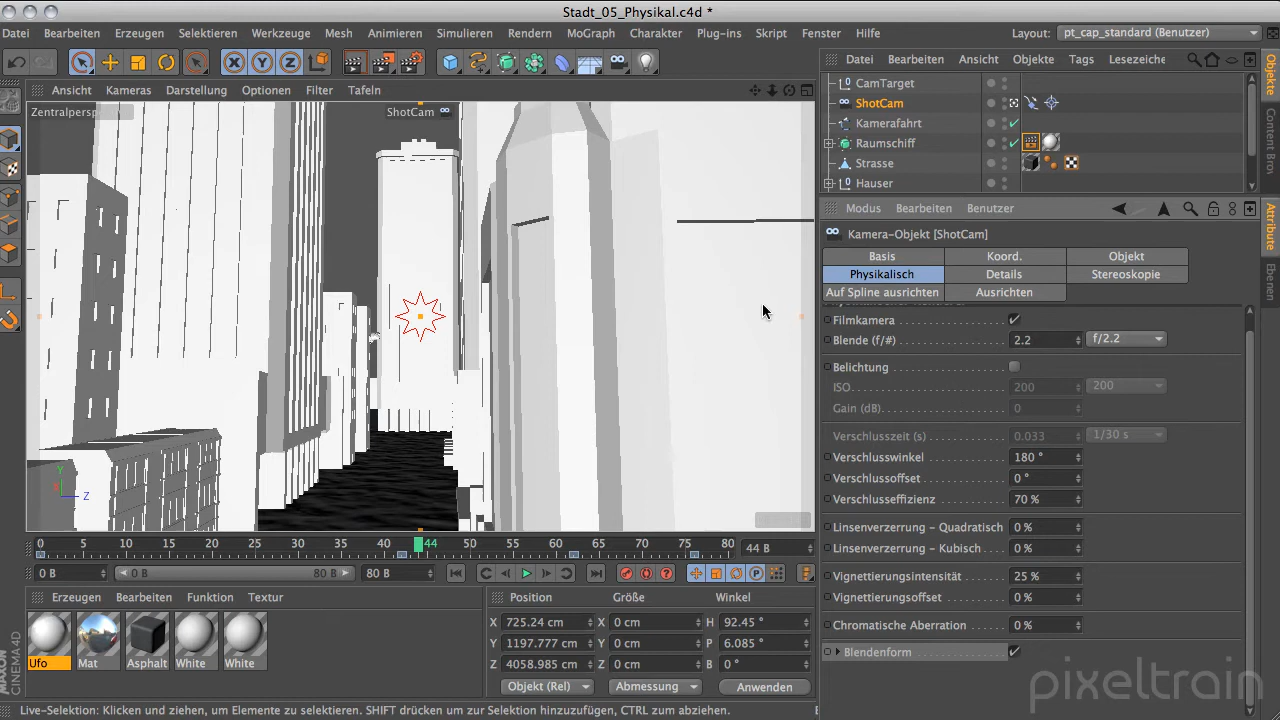 Stadt_05_Physikal.c4d *
Datei Bearbeiten Erzeugen Selektieren Werkzeuge Mesh Animieren Simulieren Rendern MoGraph Charakter Plug-ins Skript Fenster Hilfe Layout: pt_cap_standard (Benutzer)
X Y Z
Datei Bearbeiten Ansicht Objekte Tags Lesezeiche
Ansicht Kameras Darstellung Optionen Filter Tafeln
CamTarget
Zentralpersp ShotCam
ShotCam
Kamerafahrt
Raumschiff
Strasse
Hauser
Objekte
Content Brow
Modus Bearbeiten Benutzer
Attribute
Ebenen
Kamera-Objekt [ShotCam]
Basis Koord. Objekt
Physikalisch Details Stereoskopie
Auf Spline ausrichten Ausrichten
Filmkamera
Blende (f/#) 2.2 f/2.2
Belichtung
ISO 200 200
Gain (dB) 0
Verschlusszeit (s) 0.033 1/30 s
Verschlusswinkel 180 °
Verschlussoffset 0 °
Verschlusseffizienz 70 %
Linsenverzerrung - Quadratisch 0 %
Linsenverzerrung - Kubisch 0 %
Vignettierungsintensität 25 %
Vignettierungsoffset 0 %
Chromatische Aberration 0 %
Blendenform
Y
Z
0 5 10 15 20 25 30 35 40 44 50 55 60 65 70 75 80 44 B
0 B 0 B 80 B 80 B
P
Erzeugen Bearbeiten Funktion Textur
Ufo Mat Asphalt White White
Position Größe Winkel
X 725.24 cm X 0 cm H 92.45 °
Y 1197.777 cm Y 0 cm P 6.085 °
Z 4058.985 cm Z 0 cm B 0 °
Objekt (Rel) Abmessung Anwenden
MAXON
CINEMA 4D
pixeltrain
Live-Selektion: Klicken und ziehen, um Elemente zu selektieren. SHIFT drücken um zur Selektion hinzuzufügen, CTRL zum abziehen.